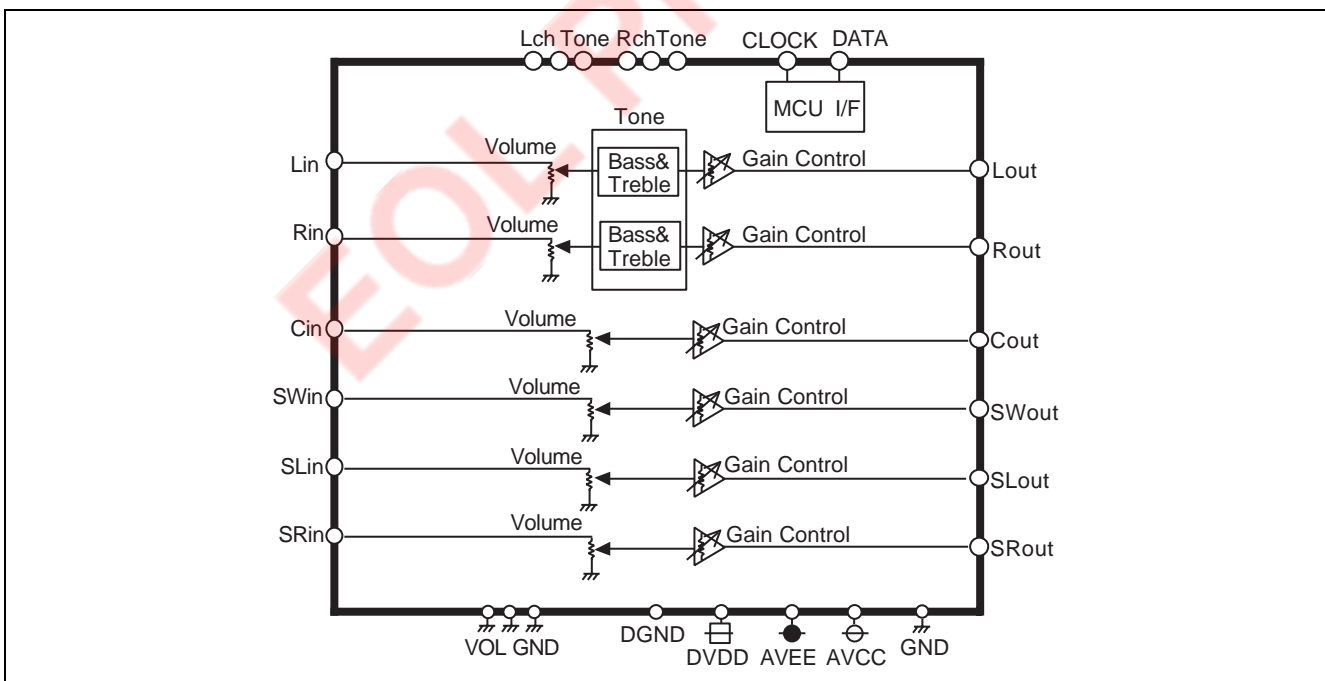 Lch Tone RchTone CLOCK DATA
MCU I/F
Tone
Lin Volume Bass& Treble Gain Control Lout
Rin Volume Bass& Treble Gain Control Rout
Cin Volume Gain Control Cout
SWin Volume Gain Control SWout
SLin Volume Gain Control SLout
SRin Volume Gain Control SRout
VOL GND DGND DVDD AVEE AVCC GND
EOL